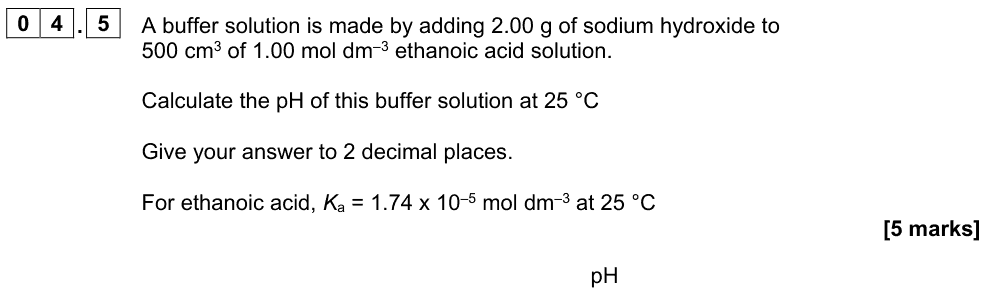 0 4 . 5 A buffer solution is made by adding 2.00 g of sodium hydroxide to
500 cm³ of 1.00 mol dm⁻³ ethanoic acid solution.
Calculate the pH of this buffer solution at 25 °C
Give your answer to 2 decimal places.
For ethanoic acid, Kₐ = 1.74 x 10⁻⁵ mol dm⁻³ at 25 °C
[5 marks]
pH